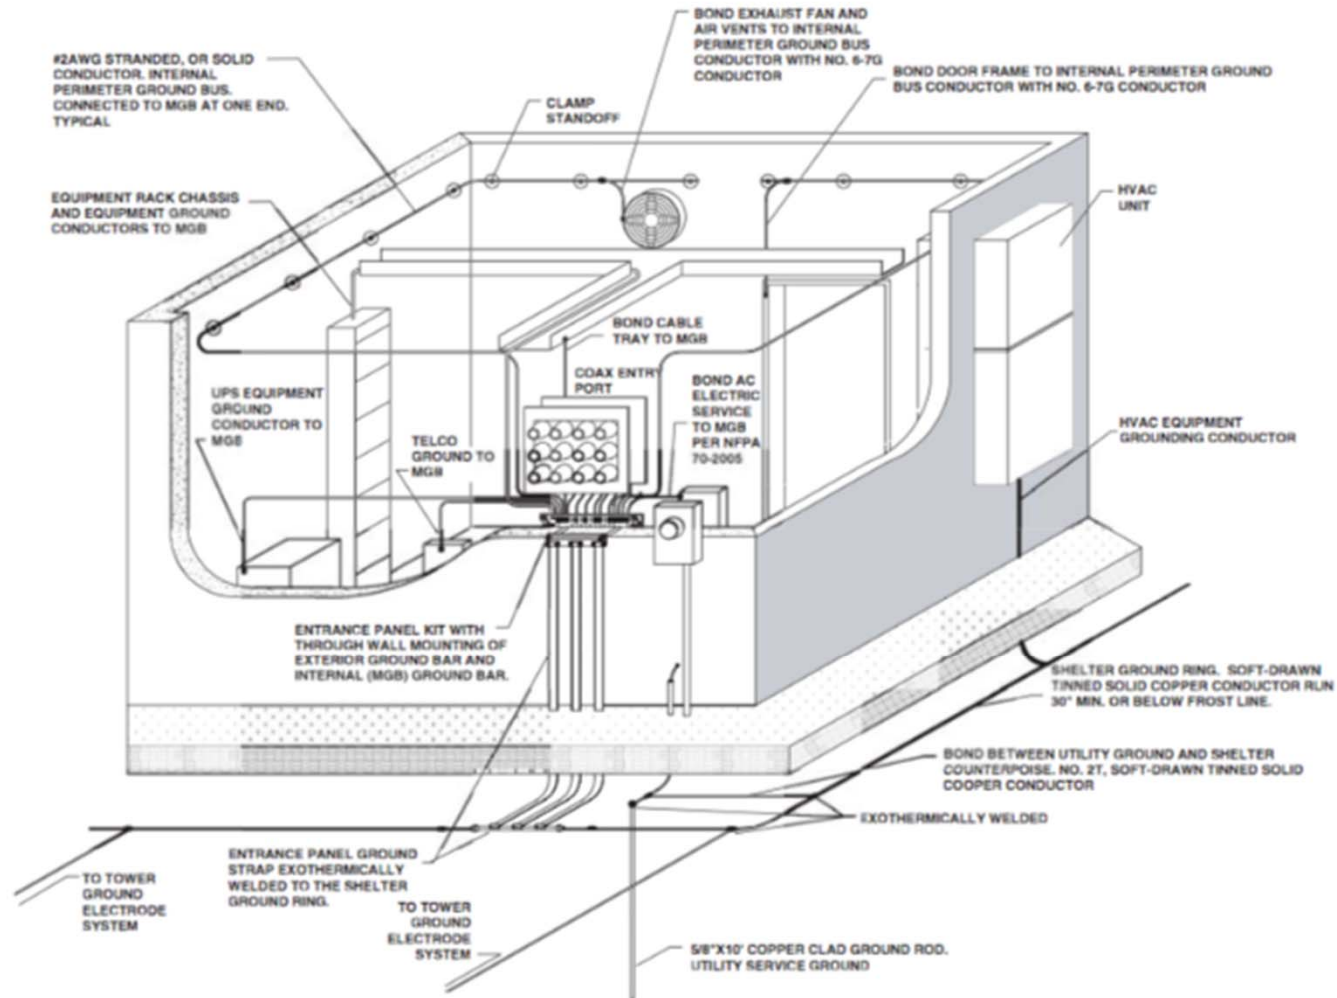 BOND EXHAUST FAN AND
AIR VENTS TO INTERNAL
PERIMETER GROUND BUS
CONDUCTOR WITH NO. 6-7G
CONDUCTOR
#2AWG STRANDED, OR SOLID
CONDUCTOR. INTERNAL
PERIMETER GROUND BUS.
CONNECTED TO MGB AT ONE END.
TYPICAL
BOND DOOR FRAME TO INTERNAL PERIMETER GROUND
BUS CONDUCTOR WITH NO. 6-7G CONDUCTOR
CLAMP
STANDOFF
EQUIPMENT RACK CHASSIS
AND EQUIPMENT GROUND
CONDUCTORS TO MGB
HVAC
UNIT
BOND CABLE
TRAY TO MGB
COAX ENTRY
PORT
BOND AC
ELECTRIC
SERVICE
TO MGB
PER NFPA
70-2005
UPS EQUIPMENT
GROUND
CONDUCTOR TO
MGB
TELCO
GROUND TO
MGB
HVAC EQUIPMENT
GROUNDING CONDUCTOR
ENTRANCE PANEL KIT WITH
THROUGH WALL MOUNTING OF
EXTERIOR GROUND BAR AND
INTERNAL (MGB) GROUND BAR.
SHELTER GROUND RING. SOFT-DRAWN
TINNED SOLID COPPER CONDUCTOR RUN
30" MIN. OR BELOW FROST LINE.
BOND BETWEEN UTILITY GROUND AND SHELTER
COUNTERPOISE. NO. 2T, SOFT-DRAWN TINNED SOLID
COOPER CONDUCTOR
EXOTHERMICALLY WELDED
ENTRANCE PANEL GROUND
STRAP EXOTHERMICALLY
WELDED TO THE SHELTER
GROUND RING.
TO TOWER
GROUND
ELECTRODE
SYSTEM
TO TOWER
GROUND
ELECTRODE
SYSTEM
5/8"X10' COPPER CLAD GROUND ROD.
UTILITY SERVICE GROUND